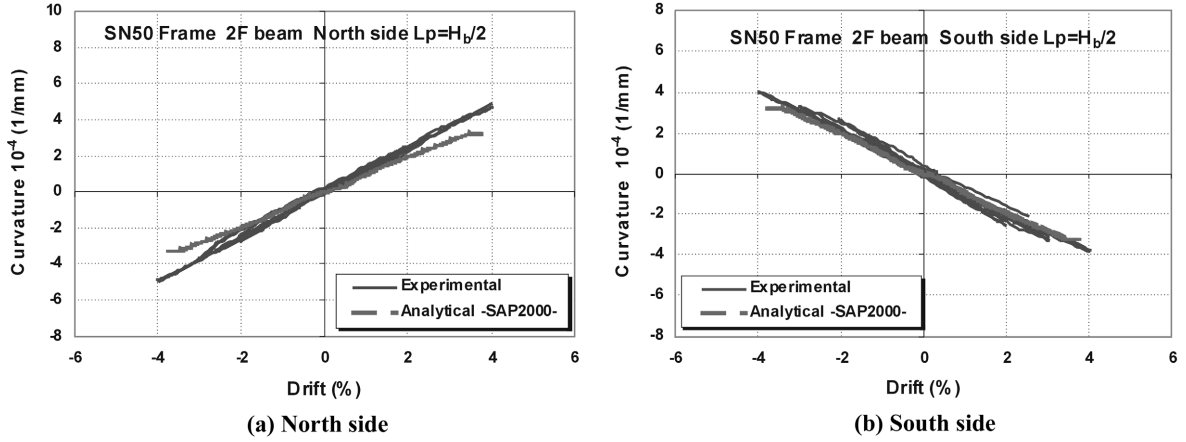 SN50 Frame 2F beam North side Lp=Hb/2
Curvature 10-4 (1/mm)
10
8
6
4
2
0
-2
-4
-6
-8
-6
-4
-2
0
2
4
6
Experimental
Analytical -SAP2000-
Drift (%)
(a) North side
SN50 Frame 2F beam South side Lp=Hb/2
Curvature 10-4 (1/mm)
8
6
4
2
0
-2
-4
-6
-8
-6
-4
-2
0
2
4
6
Experimental
Analytical -SAP2000-
Drift (%)
(b) South side